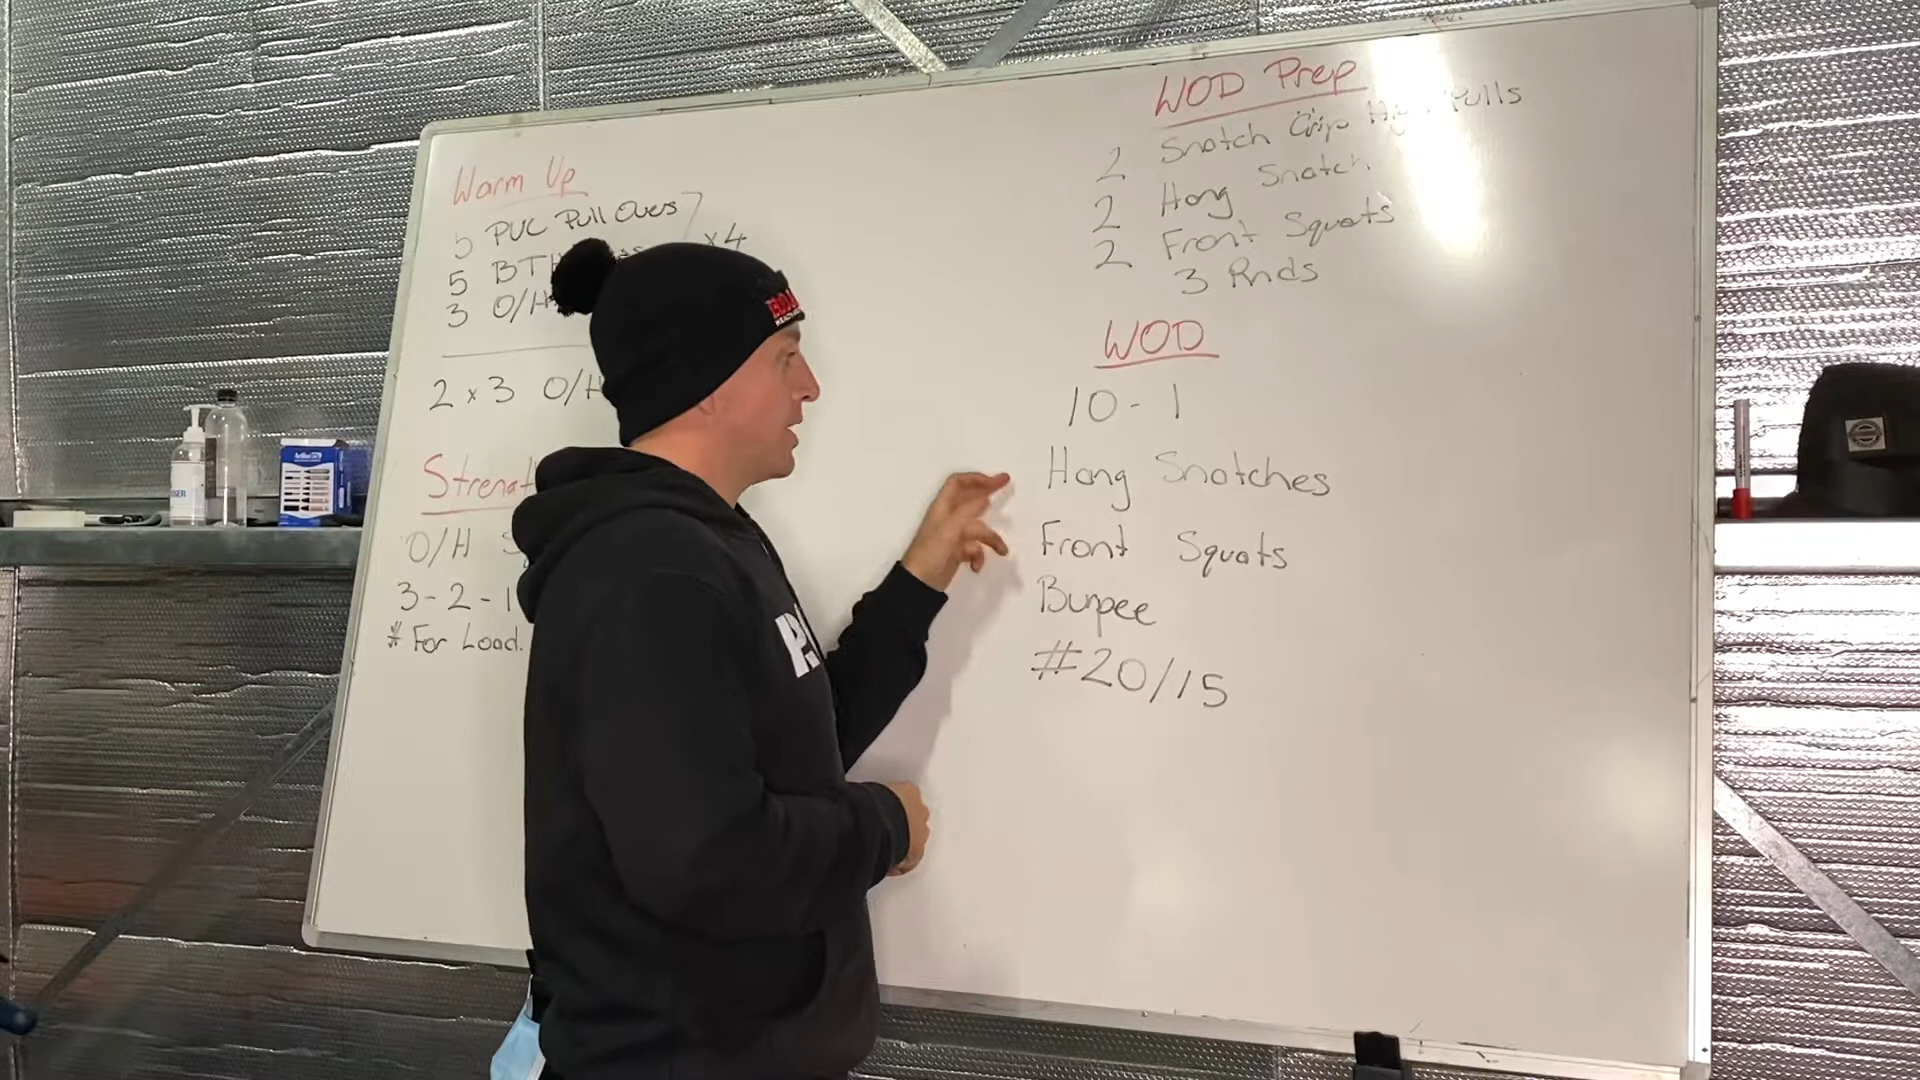 Warm Up
5 PVC Pull Overs
5 BTH
x4
3 O/H
2 x 3 O/H
Strengt
O/H
3-2-1
# For Load.
WOD Prep
2 Snatch Grip High Pulls
2 Hang Snatch
2 Front Squats
3 Rnds
WOD
10-1
Hang Snatches
Front Squats
Burpee
#20/15